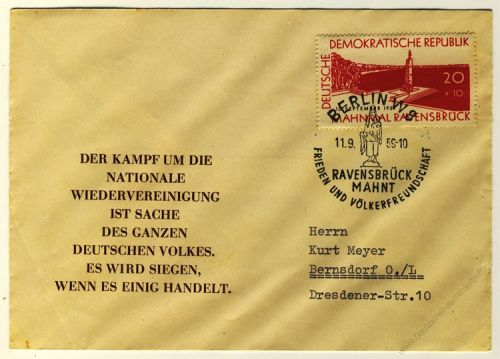 DEUTSCHE DEMOKRATISCHE REPUBLIK
20
+10
MAHNMAL RAVENSBRÜCK
BERLIN W8
11.9. 59-10
RAVENSBRÜCK
MAHNT
FRIEDEN UND VÖLKERFREUNDSCHAFT
DER KAMPF UM DIE
NATIONALE
WIEDERVEREINIGUNG
IST SACHE
DES GANZEN
DEUTSCHEN VOLKES.
ES WIRD SIEGEN,
WENN ES EINIG HANDELT.
Herrn
Kurt Meyer
Bernsdorf O./L
Dresdener-Str.10